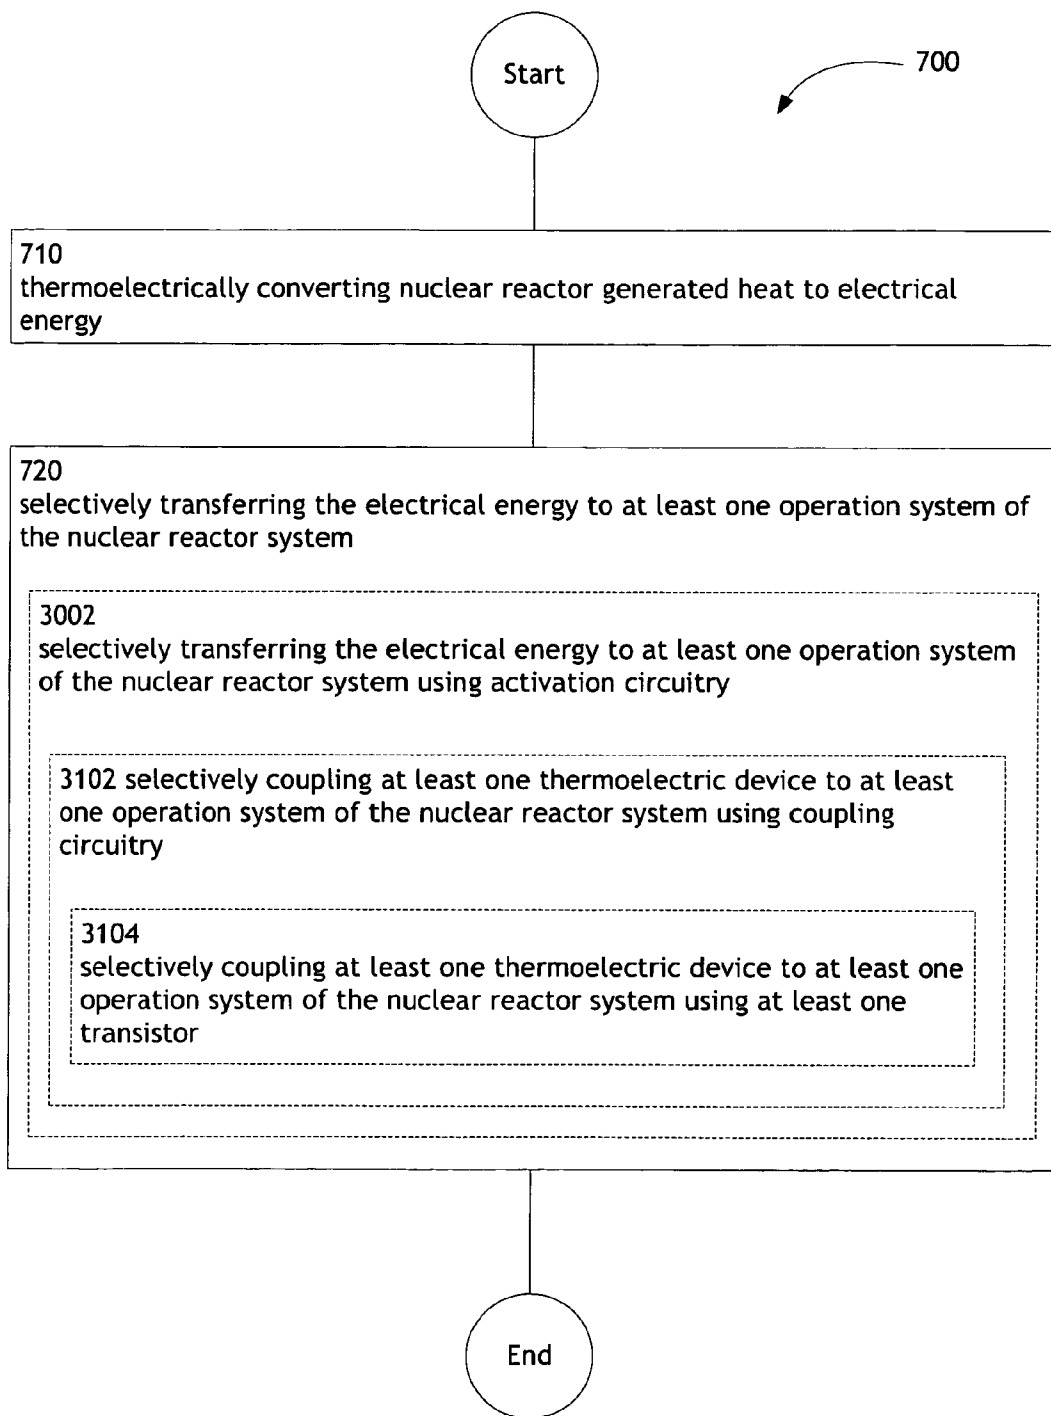 Start
700
710
thermoelectrically converting nuclear reactor generated heat to electrical
energy
720
selectively transferring the electrical energy to at least one operation system of
the nuclear reactor system
3002
selectively transferring the electrical energy to at least one operation system
of the nuclear reactor system using activation circuitry
3102 selectively coupling at least one thermoelectric device to at least
one operation system of the nuclear reactor system using coupling
circuitry
3104
selectively coupling at least one thermoelectric device to at least one
operation system of the nuclear reactor system using at least one
transistor
End